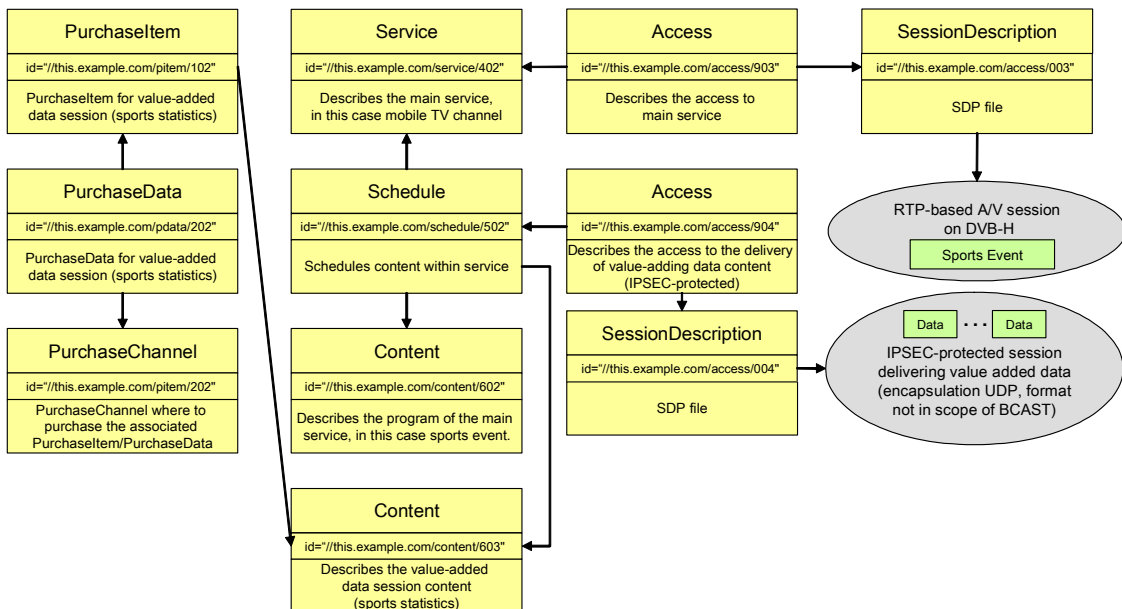 PurchaseItem
id="//this.example.com/pitem/102"
PurchaseItem for value-added
data session (sports statistics)
Service
id="//this.example.com/service/402"
Describes the main service,
in this case mobile TV channel
Access
id="//this.example.com/access/903"
Describes the access to
main service
SessionDescription
id="//this.example.com/access/003"
SDP file
PurchaseData
id="//this.example.com/pdata/202"
PurchaseData for value-added
data session (sports statistics)
Schedule
id="//this.example.com/schedule/502"
Schedules content within service
Access
id="//this.example.com/access/904"
Describes the access to the delivery
of value-adding data content
(IPSEC-protected)
RTP-based A/V session
on DVB-H
Sports Event
PurchaseChannel
id="//this.example.com/pitem/202"
PurchaseChannel where to
purchase the associated
PurchaseItem/PurchaseData
Content
id="//this.example.com/content/602"
Describes the program of the main
service, in this case sports event.
SessionDescription
id="//this.example.com/access/004"
SDP file
Data ... Data
IPSEC-protected session
delivering value added data
(encapsulation UDP, format
not in scope of BCAST)
Content
id="//this.example.com/content/603"
Describes the value-added
data session content
(sports statistics)